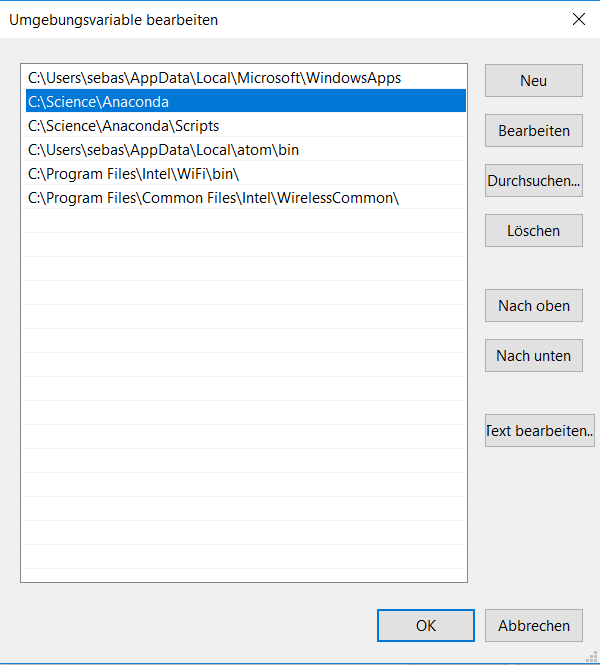 Umgebungsvariable bearbeiten
C:\Users\sebas\AppData\Local\Microsoft\WindowsApps
C:\Science\Anaconda
C:\Science\Anaconda\Scripts
C:\Users\sebas\AppData\Local\atom\bin
C:\Program Files\Intel\WiFi\bin\
C:\Program Files\Common Files\Intel\WirelessCommon\
Neu
Bearbeiten
Durchsuchen...
Löschen
Nach oben
Nach unten
Text bearbeiten..
OK
Abbrechen